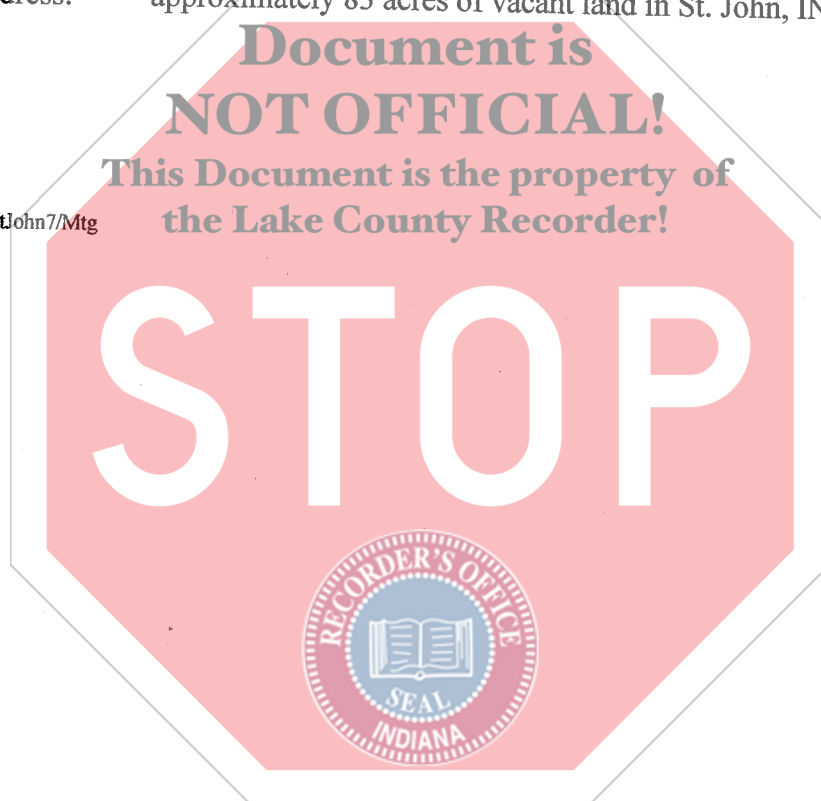 approximately 85 acres of vacant land in St. John, IN
Document is
NOT OFFICIAL!
This Document is the property of
the Lake County Recorder!
tJohn7/Mtg
STOP
RECORDER'S OFFICE
SEAL
INDIANA